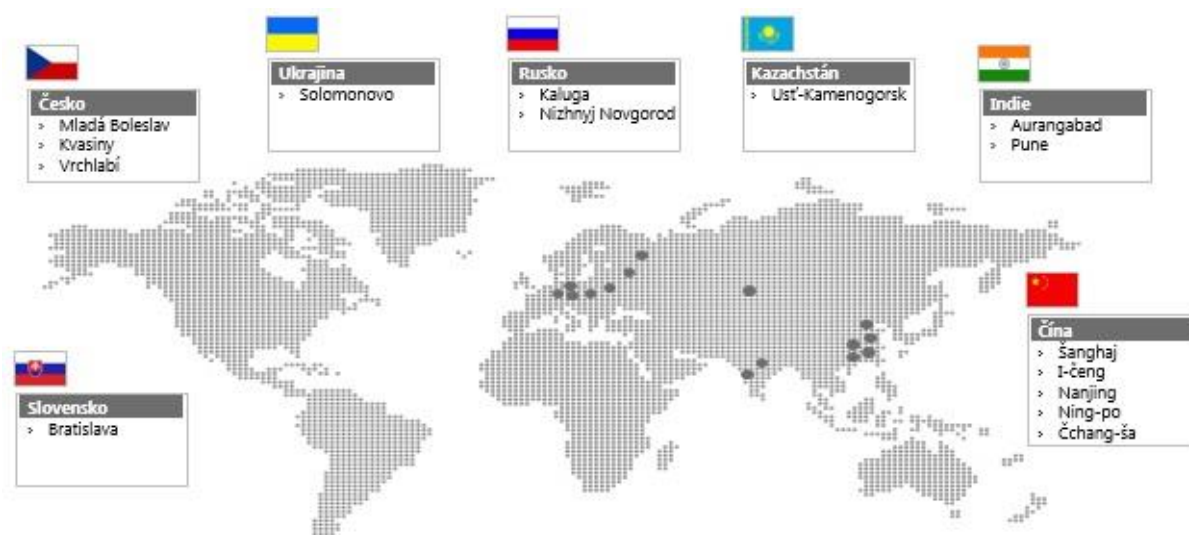 Česko
› Mladá Boleslav
› Kvasiny
› Vrchlabí
Ukrajina
› Solomonovo
Rusko
› Kaluga
› Nizhnyj Novgorod
Kazachstán
› Usť-Kamenogorsk
Indie
› Aurangabad
› Pune
Slovensko
› Bratislava
Čína
› Šanghaj
› I-čeng
› Nanjing
› Ning-po
› Čchang-ša